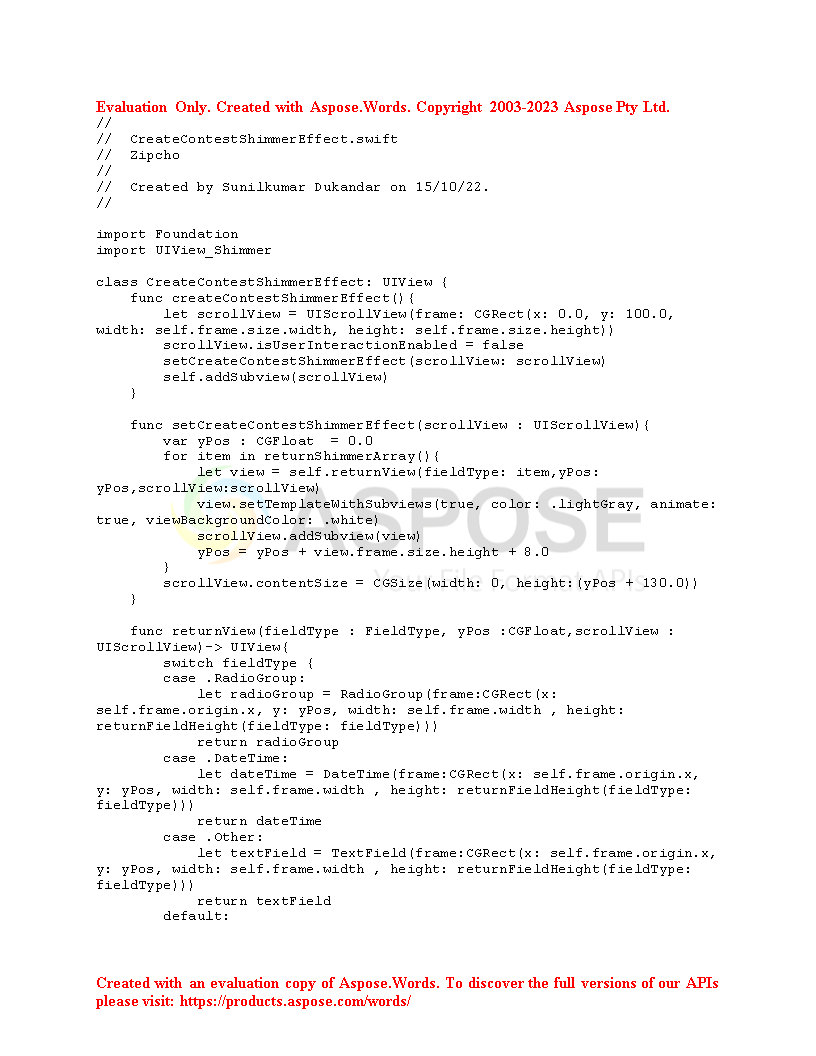 Evaluation Only. Created with Aspose.Words. Copyright 2003-2023 Aspose Pty Ltd.
//
//  CreateContestShimmerEffect.swift
//  Zipcho
//
//  Created by Sunilkumar Dukandar on 15/10/22.
//

import Foundation
import UIView_Shimmer

class CreateContestShimmerEffect: UIView {
    func createContestShimmerEffect(){
        let scrollView = UIScrollView(frame: CGRect(x: 0.0, y: 100.0,
width: self.frame.size.width, height: self.frame.size.height))
        scrollView.isUserInteractionEnabled = false
        setCreateContestShimmerEffect(scrollView: scrollView)
        self.addSubview(scrollView)
    }

    func setCreateContestShimmerEffect(scrollView : UIScrollView){
        var yPos : CGFloat  = 0.0
        for item in returnShimmerArray(){
            let view = self.returnView(fieldType: item,yPos:
yPos,scrollView:scrollView)
            view.setTemplateWithSubviews(true, color: .lightGray, animate:
true, viewBackgroundColor: .white)
            scrollView.addSubview(view)
            yPos = yPos + view.frame.size.height + 8.0
        }
        scrollView.contentSize = CGSize(width: 0, height:(yPos + 130.0))
    }

    func returnView(fieldType : FieldType, yPos :CGFloat,scrollView :
UIScrollView)-> UIView{
        switch fieldType {
        case .RadioGroup:
            let radioGroup = RadioGroup(frame:CGRect(x:
self.frame.origin.x, y: yPos, width: self.frame.width , height:
returnFieldHeight(fieldType: fieldType)))
            return radioGroup
        case .DateTime:
            let dateTime = DateTime(frame:CGRect(x: self.frame.origin.x,
y: yPos, width: self.frame.width , height: returnFieldHeight(fieldType:
fieldType)))
            return dateTime
        case .Other:
            let textField = TextField(frame:CGRect(x: self.frame.origin.x,
y: yPos, width: self.frame.width , height: returnFieldHeight(fieldType:
fieldType)))
            return textField
        default:
ASPOSE
Your File Format APIs
Created with an evaluation copy of Aspose.Words. To discover the full versions of our APIs
please visit: https://products.aspose.com/words/